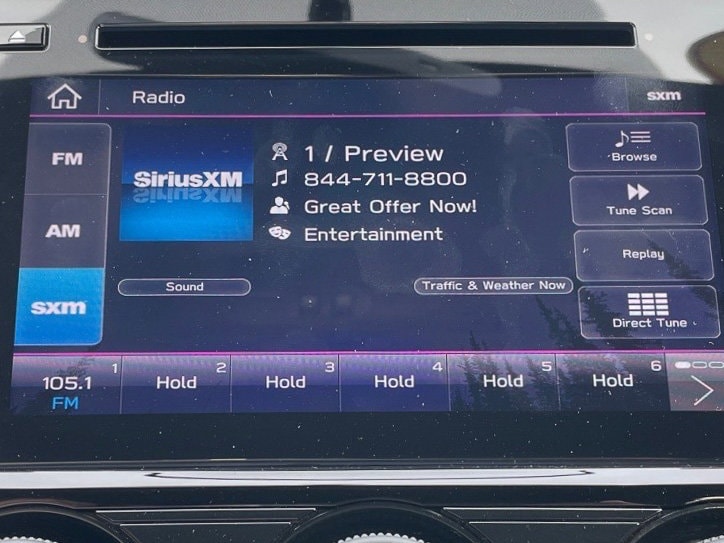 Radio
sxm
FM
AM
sxm
SiriusXM
1 / Preview
844-711-8800
Great Offer Now!
Entertainment
Browse
Tune Scan
Replay
Direct Tune
Sound
Traffic & Weather Now
1
105.1
FM
2
Hold
3
Hold
4
Hold
5
Hold
6
Hold